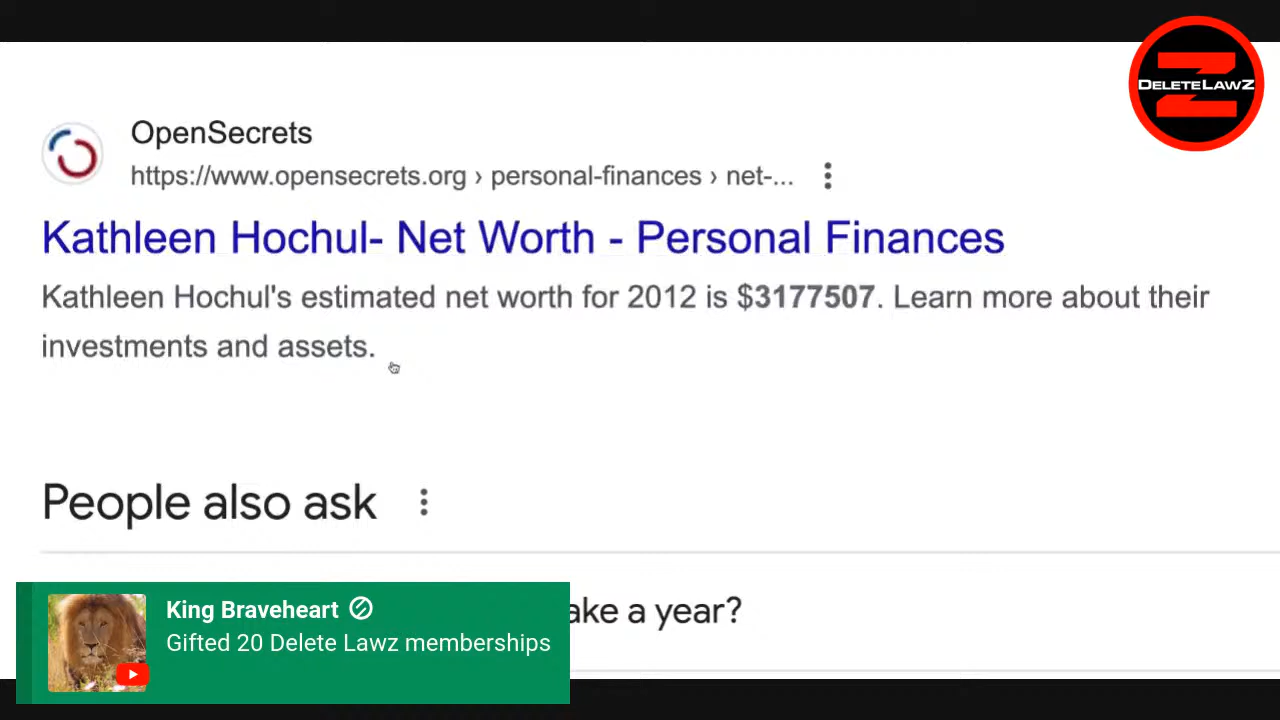 DELETELAWZ
OpenSecrets
https://www.opensecrets.org › personal-finances › net-...
Kathleen Hochul- Net Worth - Personal Finances
Kathleen Hochul's estimated net worth for 2012 is $3177507. Learn more about their
investments and assets.
People also ask
ake a year?
King Braveheart
Gifted 20 Delete Lawz memberships